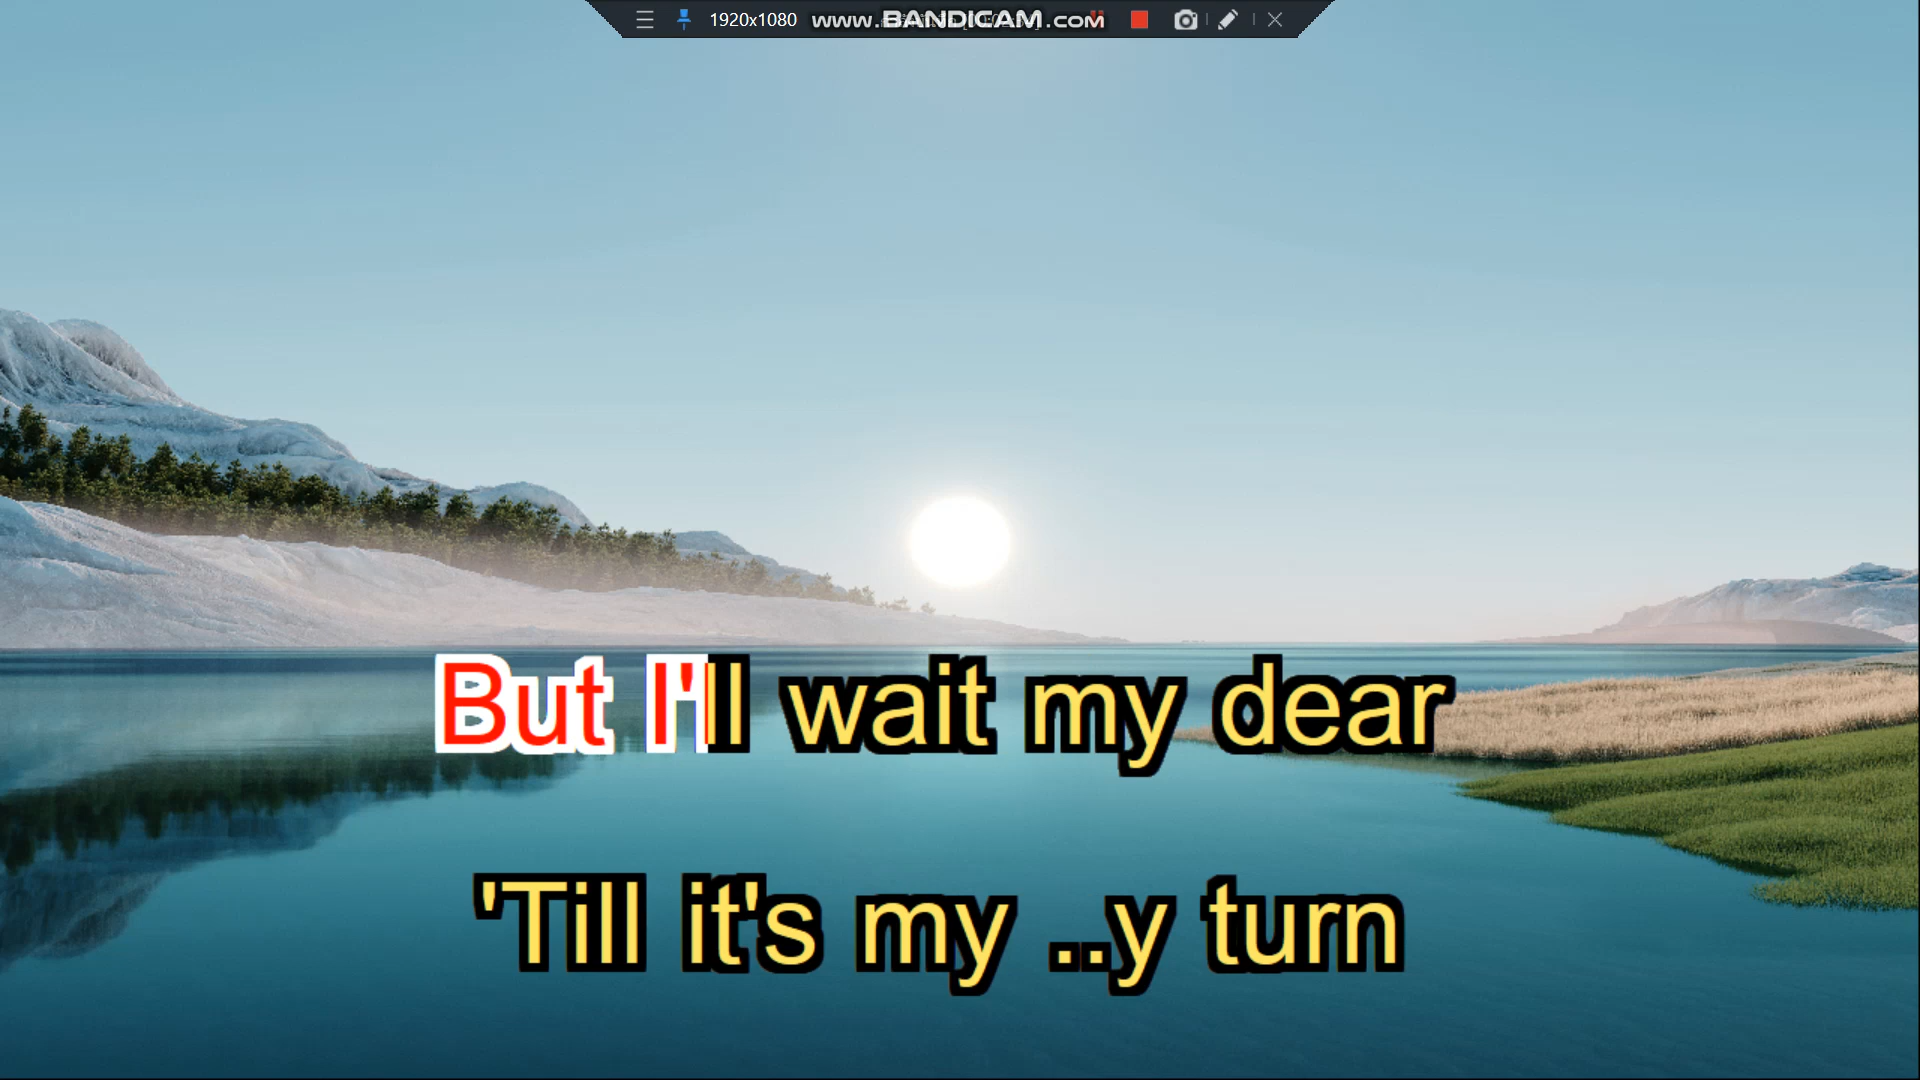 1920x1080 www.BANDICAM.com
But I'll wait my dear
'Till it's my ..y turn